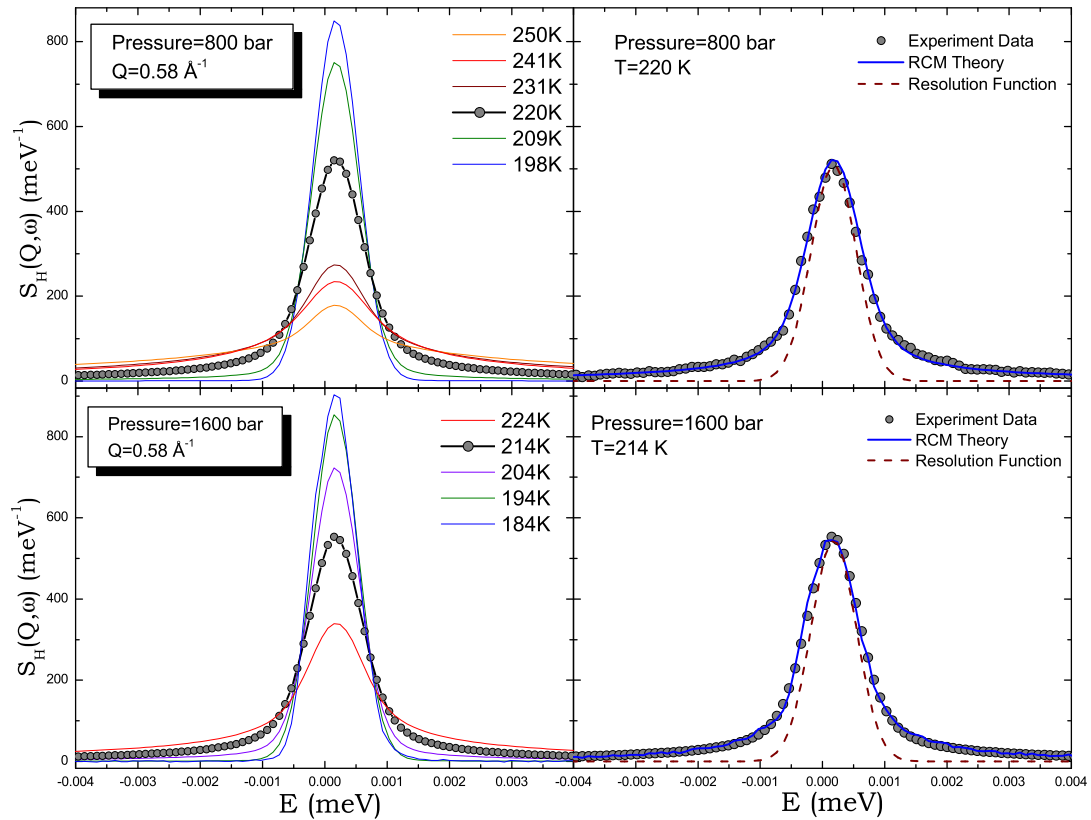 Pressure=800 bar
Q=0.58 Å-1
250K
241K
231K
220K
209K
198K
Pressure=800 bar
T=220 K
Experiment Data
RCM Theory
Resolution Function
800
600
400
200
0
SH(Q,ω) (meV-1)
Pressure=1600 bar
Q=0.58 Å-1
224K
214K
204K
194K
184K
Pressure=1600 bar
T=214 K
Experiment Data
RCM Theory
Resolution Function
800
600
400
200
0
SH(Q,ω) (meV-1)
-0.004 -0.003 -0.002 -0.001 0.000 0.001 0.002 0.003 -0.004 -0.003 -0.002 -0.001 0.000 0.001 0.002 0.003 0.004
E (meV) E (meV)